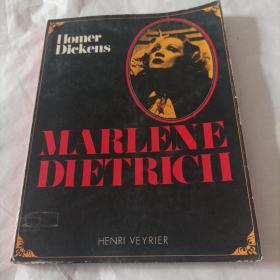 Homer
Dickens
MARLENE
DIETRICH
HENRI VEYRIER